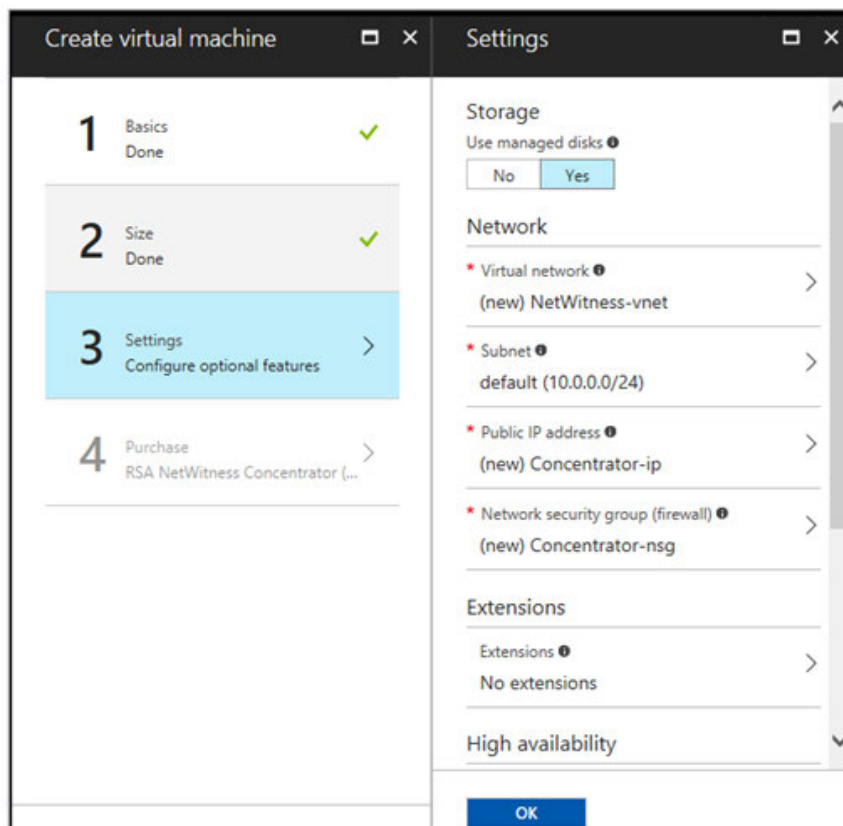 Create virtual machine
1
Basics
Done
2
Size
Done
3
Settings
Configure optional features
4
Purchase
RSA NetWitness Concentrator (...
Settings
Storage
Use managed disks
No Yes
Network
* Virtual network
(new) NetWitness-vnet
* Subnet
default (10.0.0.0/24)
* Public IP address
(new) Concentrator-ip
* Network security group (firewall)
(new) Concentrator-nsg
Extensions
Extensions
No extensions
High availability
OK